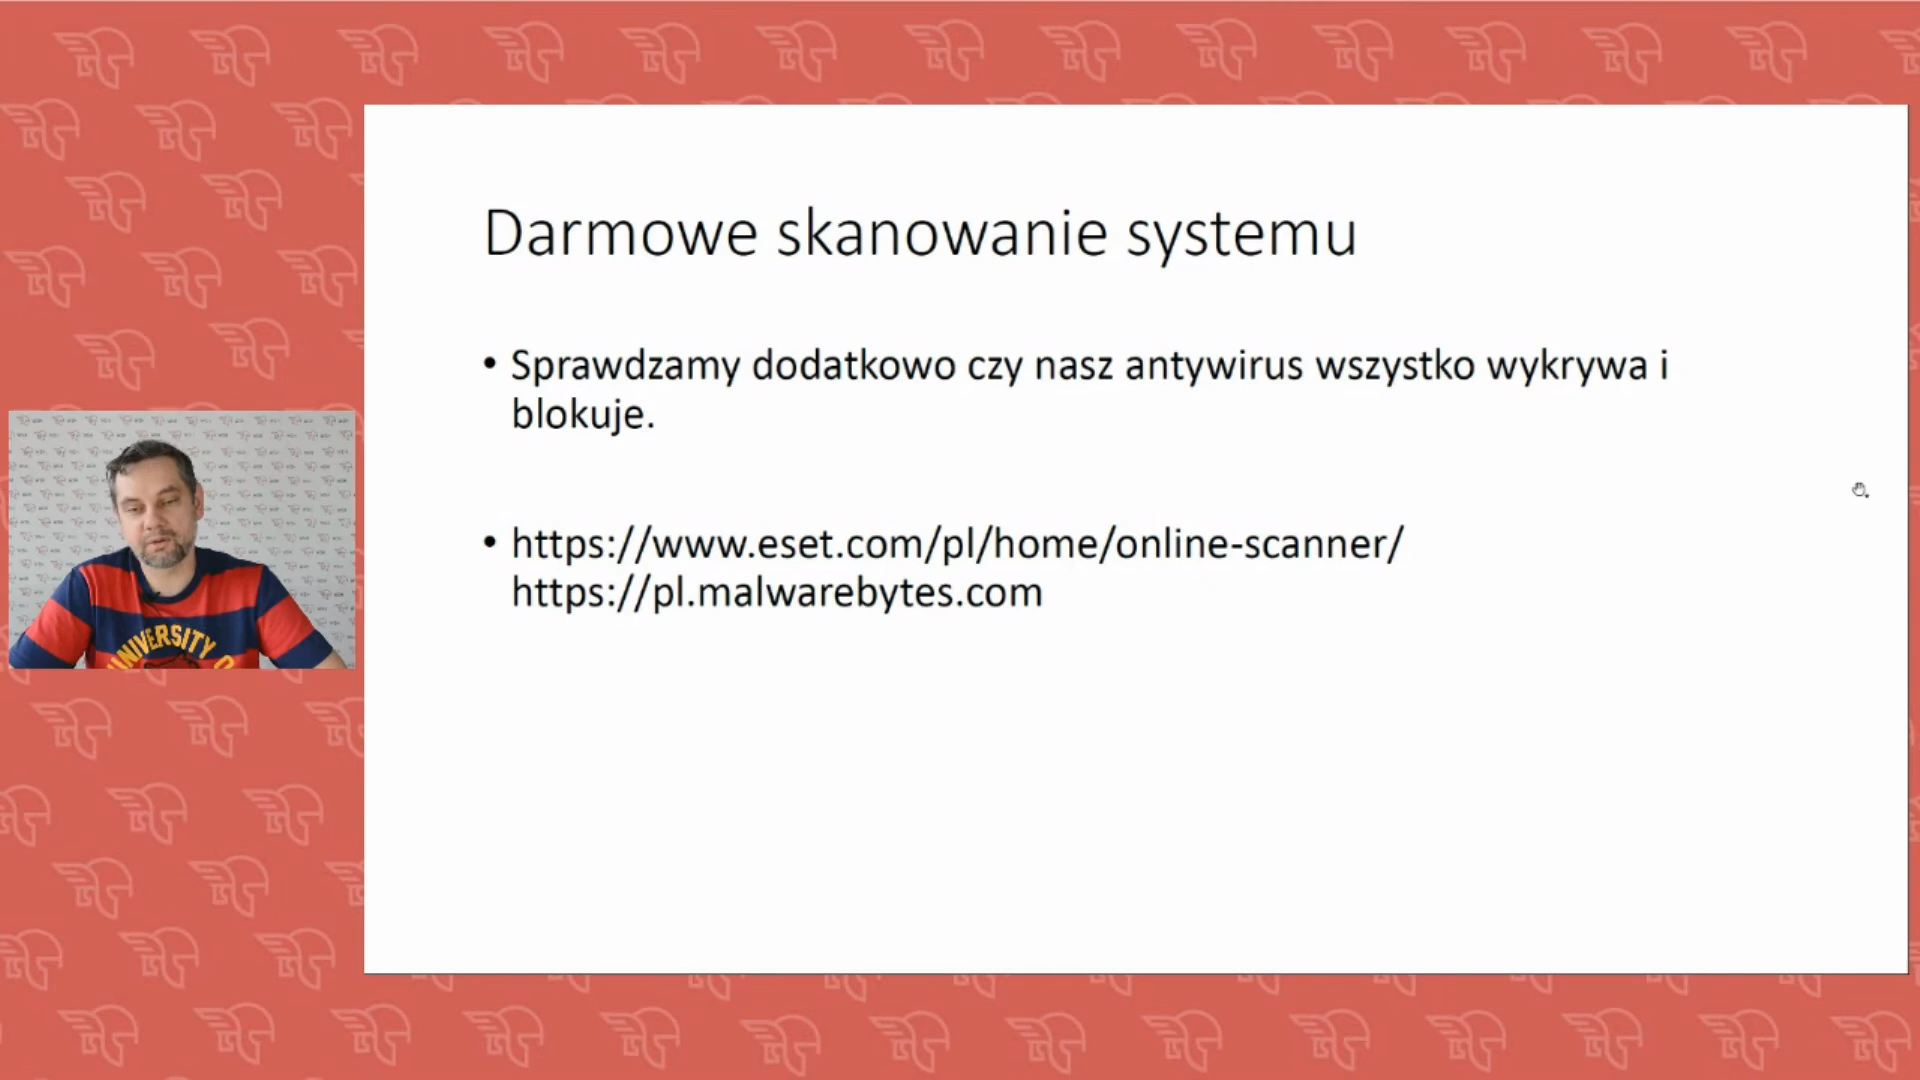 Darmowe skanowanie systemu
• Sprawdzamy dodatkowo czy nasz antywirus wszystko wykrywa i
blokuje.
• https://www.eset.com/pl/home/online-scanner/
https://pl.malwarebytes.com
UNIVERSITY O